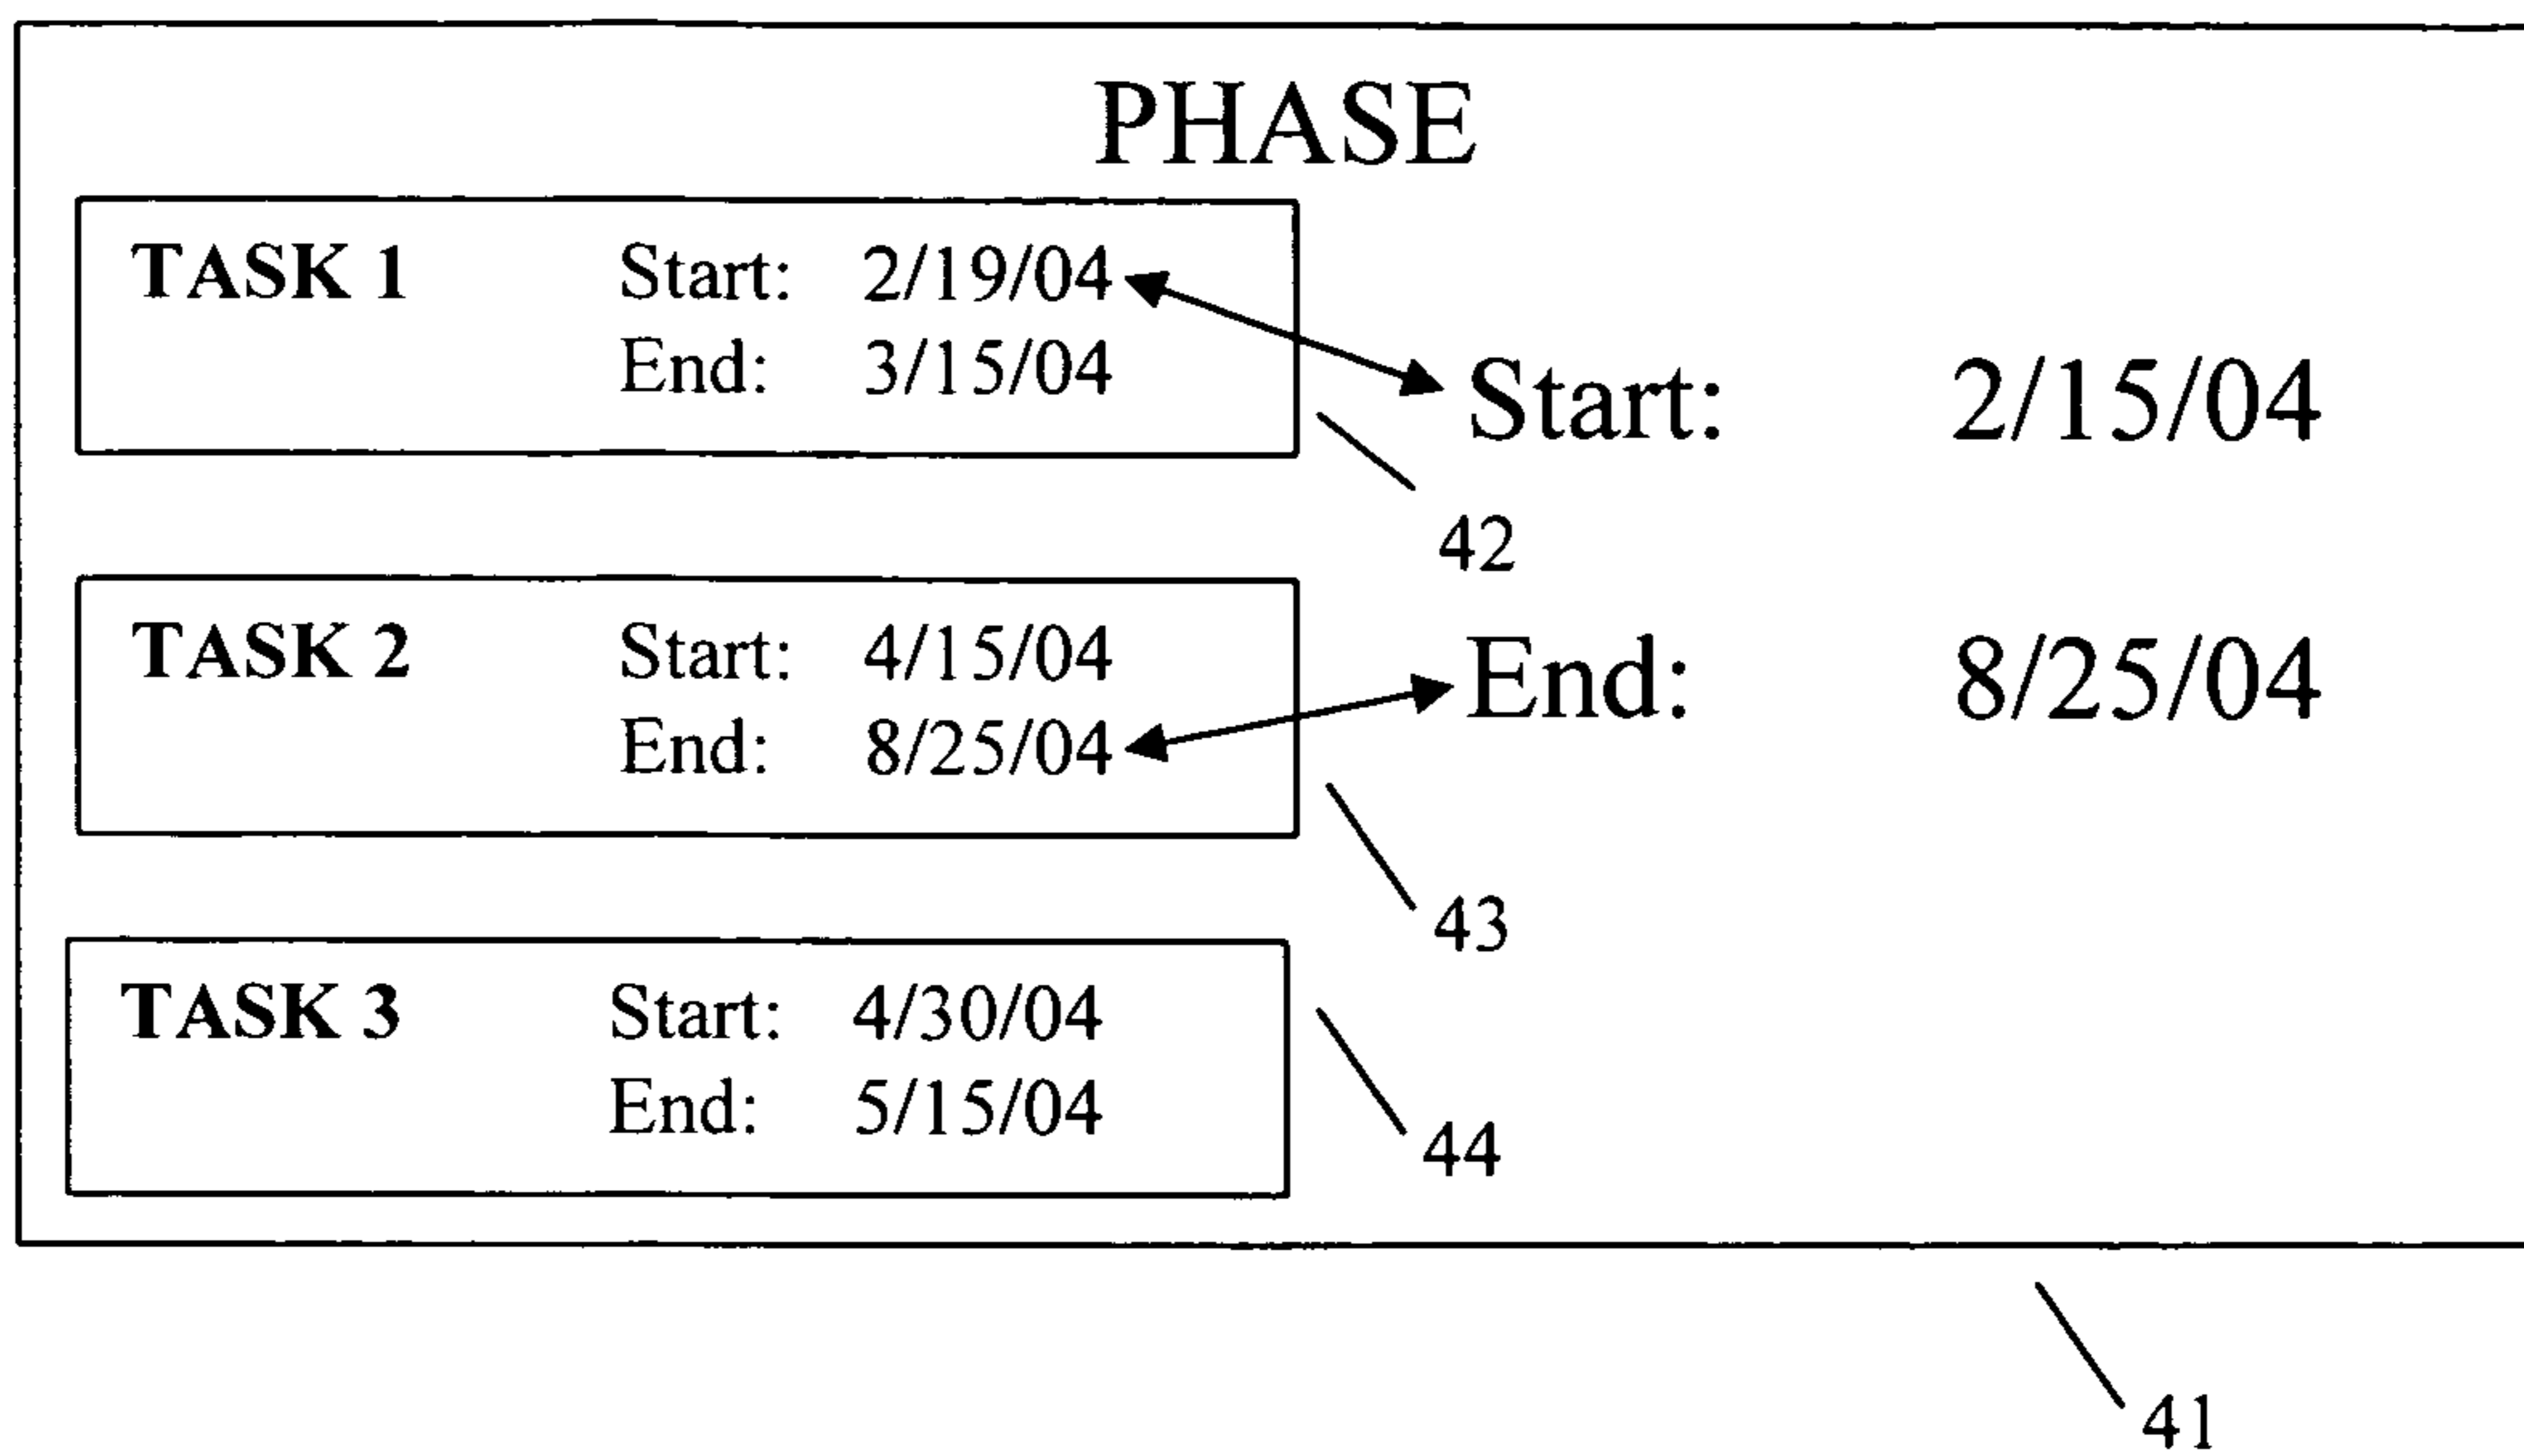 PHASE
TASK 1 Start: 2/19/04
End: 3/15/04
Start: 2/15/04
42
TASK 2 Start: 4/15/04
End: 8/25/04
End: 8/25/04
43
TASK 3 Start: 4/30/04
End: 5/15/04
44
41